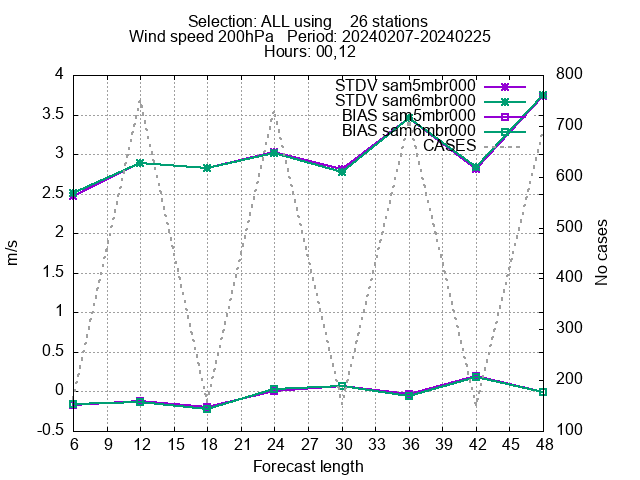 Selection: ALL using    26 stations
Wind speed 200hPa   Period: 20240207-20240225
Hours: 00,12
STDV sam5mbr000
STDV sam6mbr000
BIAS sam5mbr000
BIAS sam6mbr000
CASES
4
3.5
3
2.5
2
1.5
1
0.5
0
-0.5
m/s
800
700
600
500
400
300
200
100
No cases
6 9 12 15 18 21 24 27 30 33 36 39 42 45 48
Forecast length